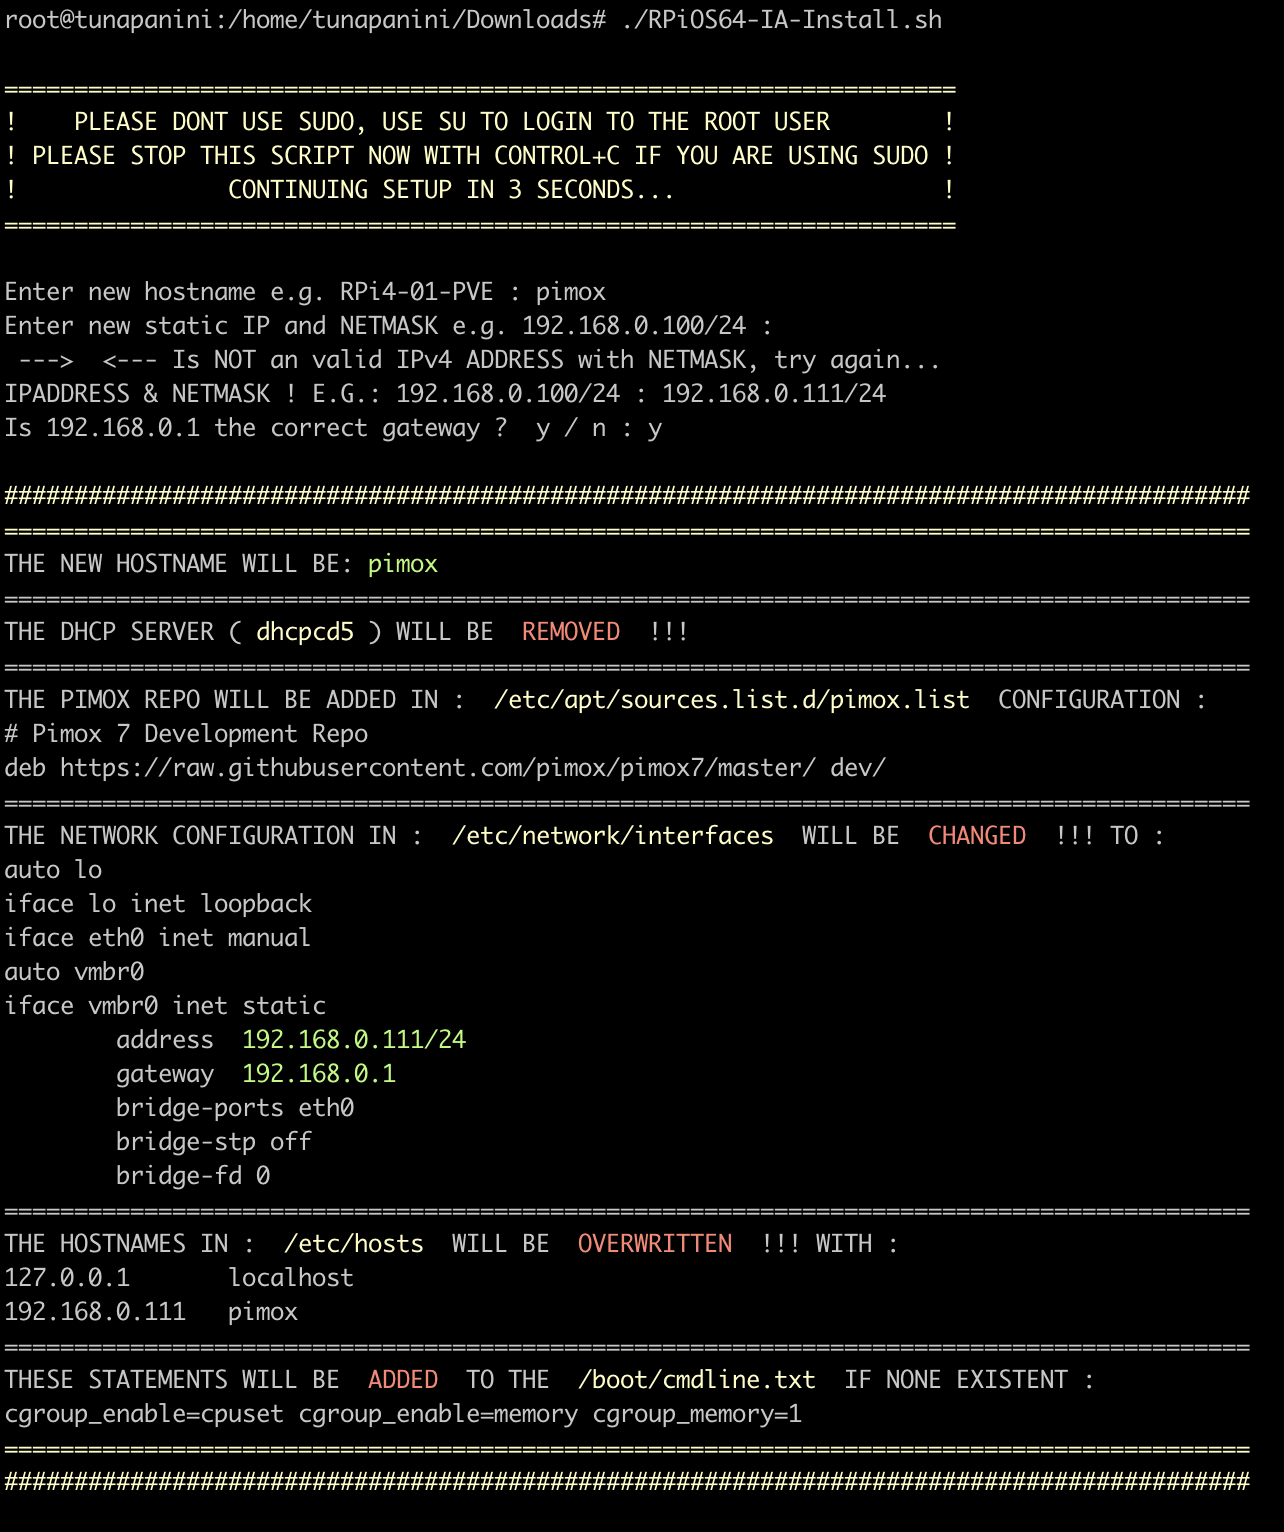 root@tunapanini:/home/tunapanini/Downloads# ./RPiOS64-IA-Install.sh

====================================================================
!    PLEASE DONT USE SUDO, USE SU TO LOGIN TO THE ROOT USER        !
! PLEASE STOP THIS SCRIPT NOW WITH CONTROL+C IF YOU ARE USING SUDO !
!               CONTINUING SETUP IN 3 SECONDS...                   !
====================================================================

Enter new hostname e.g. RPi4-01-PVE : pimox
Enter new static IP and NETMASK e.g. 192.168.0.100/24 :
 --->  <--- Is NOT an valid IPv4 ADDRESS with NETMASK, try again...
IPADDRESS & NETMASK ! E.G.: 192.168.0.100/24 : 192.168.0.111/24
Is 192.168.0.1 the correct gateway ?  y / n : y

#########################################################################################
=========================================================================================
THE NEW HOSTNAME WILL BE: pimox
=========================================================================================
THE DHCP SERVER ( dhcpcd5 ) WILL BE  REMOVED  !!!
=========================================================================================
THE PIMOX REPO WILL BE ADDED IN :  /etc/apt/sources.list.d/pimox.list  CONFIGURATION :
# Pimox 7 Development Repo
deb https://raw.githubusercontent.com/pimox/pimox7/master/ dev/
=========================================================================================
THE NETWORK CONFIGURATION IN :  /etc/network/interfaces  WILL BE  CHANGED  !!! TO :
auto lo
iface lo inet loopback
iface eth0 inet manual
auto vmbr0
iface vmbr0 inet static
        address  192.168.0.111/24
        gateway  192.168.0.1
        bridge-ports eth0
        bridge-stp off
        bridge-fd 0
=========================================================================================
THE HOSTNAMES IN :  /etc/hosts  WILL BE  OVERWRITTEN  !!! WITH :
127.0.0.1       localhost
192.168.0.111   pimox
=========================================================================================
THESE STATEMENTS WILL BE  ADDED  TO THE  /boot/cmdline.txt  IF NONE EXISTENT :
cgroup_enable=cpuset cgroup_enable=memory cgroup_memory=1
=========================================================================================
#########################################################################################